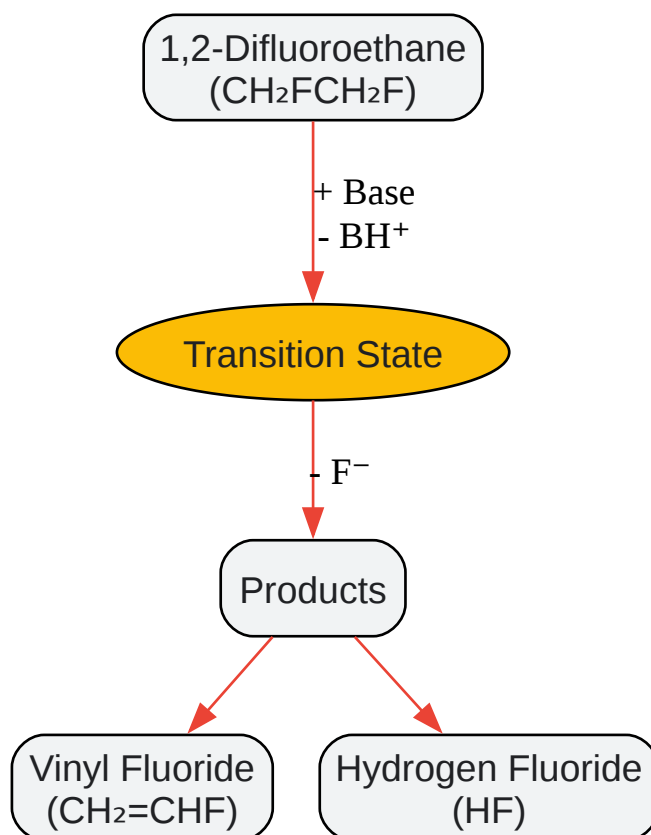 1,2-Difluoroethane
(CH₂FCH₂F)
+ Base
- BH⁺
Transition State
- F⁻
Products
Vinyl Fluoride
(CH₂=CHF)
Hydrogen Fluoride
(HF)